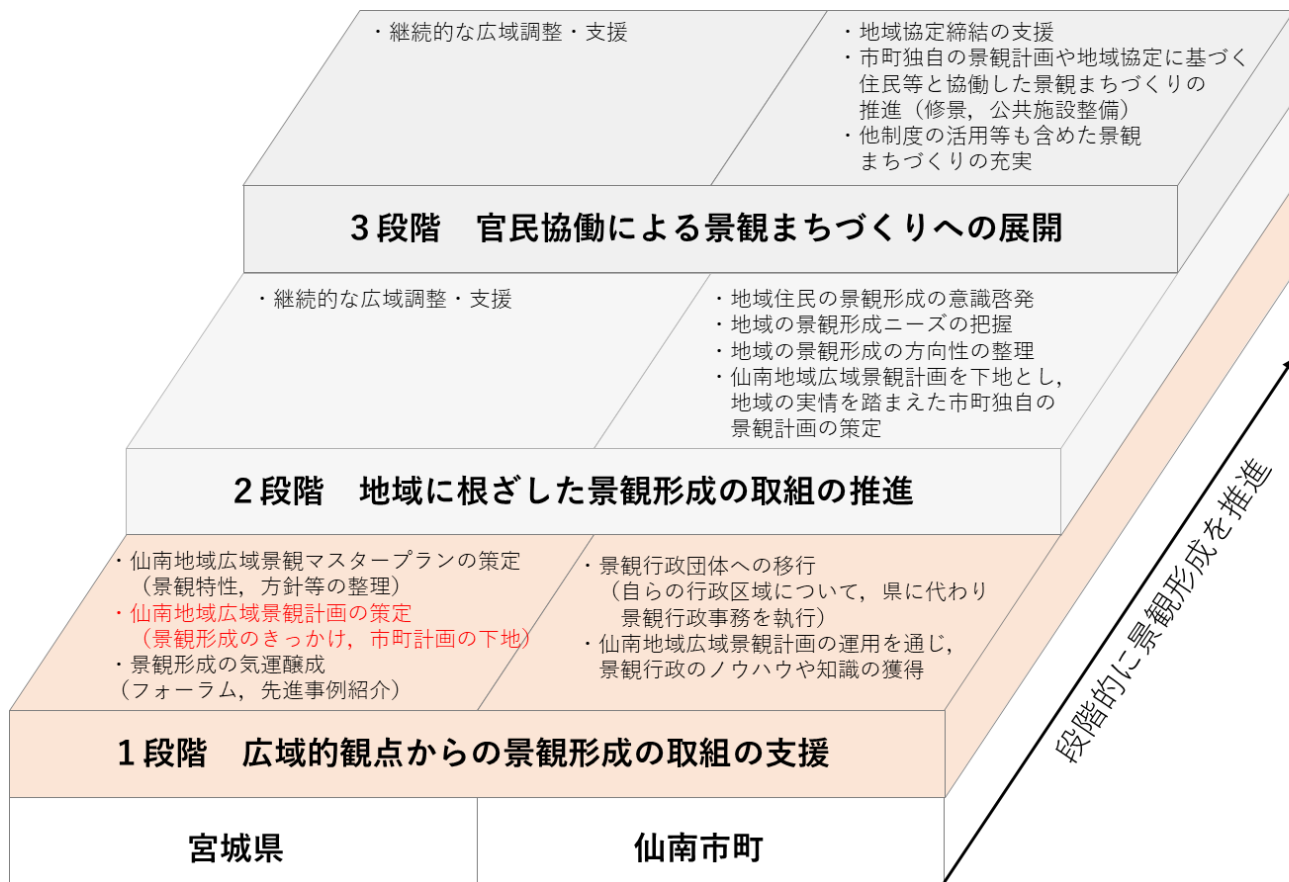 ・継続的な広域調整・支援
・地域協定締結の支援
・市町独自の景観計画や地域協定に基づく
住民等と協働した景観まちづくりの
推進（修景，公共施設整備）
・他制度の活用等も含めた景観
まちづくりの充実
３段階　官民協働による景観まちづくりへの展開
・継続的な広域調整・支援
・地域住民の景観形成の意識啓発
・地域の景観形成ニーズの把握
・地域の景観形成の方向性の整理
・仙南地域広域景観計画を下地とし，
地域の実情を踏まえた市町独自の
景観計画の策定
２段階　地域に根ざした景観形成の取組の推進
・仙南地域広域景観マスタープランの策定
（景観特性，方針等の整理）
・仙南地域広域景観計画の策定
（景観形成のきっかけ，市町計画の下地）
・景観形成の気運醸成
（フォーラム，先進事例紹介）
・景観行政団体への移行
（自らの行政区域について，県に代わり
景観行政事務を執行）
・仙南地域広域景観計画の運用を通じ，
景観行政のノウハウや知識の獲得
１段階　広域的観点からの景観形成の取組の支援
宮城県
仙南市町
段階的に景観形成を推進